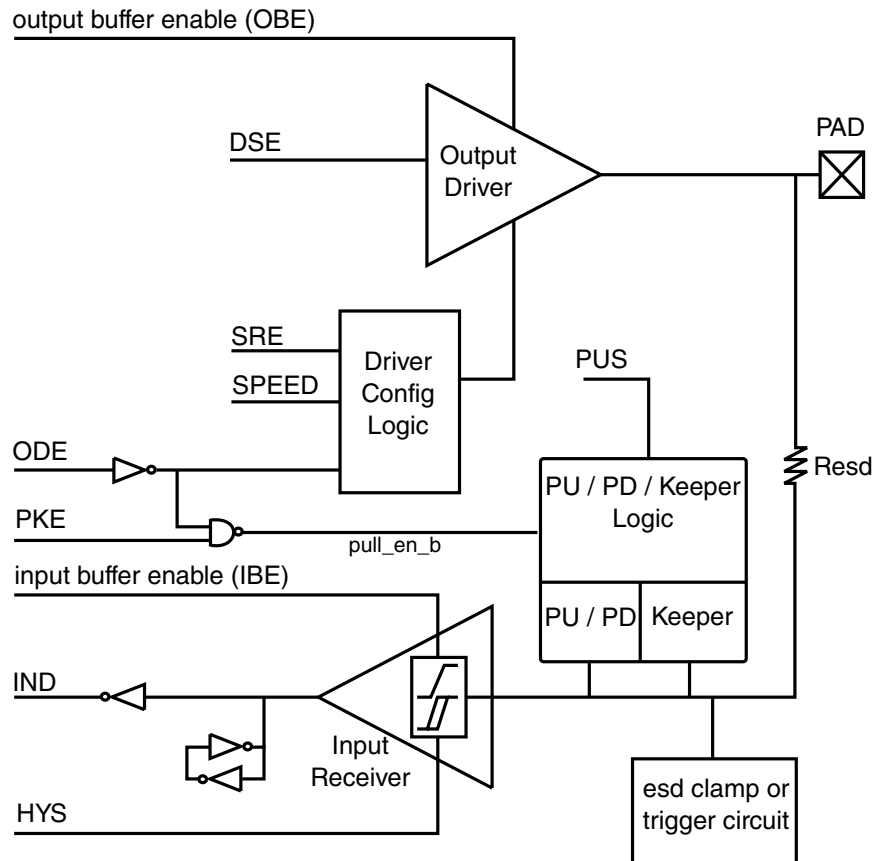 output buffer enable (OBE)
PAD
DSE
Output
Driver
SRE
SPEED
Driver
Config
Logic
PUS
ODE
Resd
PKE
PU / PD / Keeper
Logic
pull_en_b
input buffer enable (IBE)
PU / PD
Keeper
IND
Input
Receiver
HYS
esd clamp or
trigger circuit